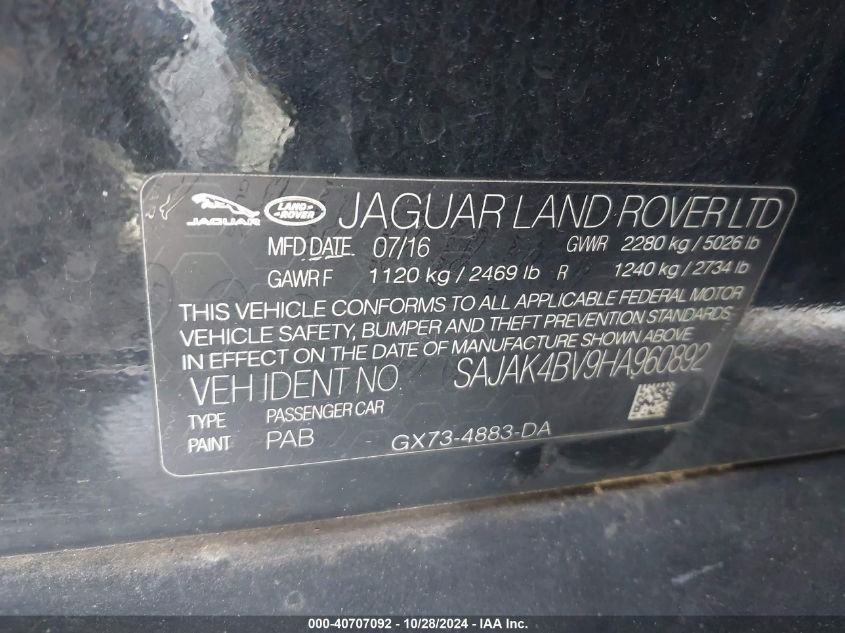 JAGUAR LAND ROVER JAGUAR LAND ROVER LTD
MFD DATE 07/16 GWR 2280 kg / 5026 lb
GAWR F 1120 kg / 2469 lb R 1240 kg / 2734 lb
THIS VEHICLE CONFORMS TO ALL APPLICABLE FEDERAL MOTOR
VEHICLE SAFETY, BUMPER AND THEFT PREVENTION STANDARDS
IN EFFECT ON THE DATE OF MANUFACTURE SHOWN ABOVE
VEH IDENT NO SAJAK4BV9HA960892
TYPE PASSENGER CAR
PAINT PAB GX73-4883-DA
000-40707092 - 10/28/2024 - IAA Inc.